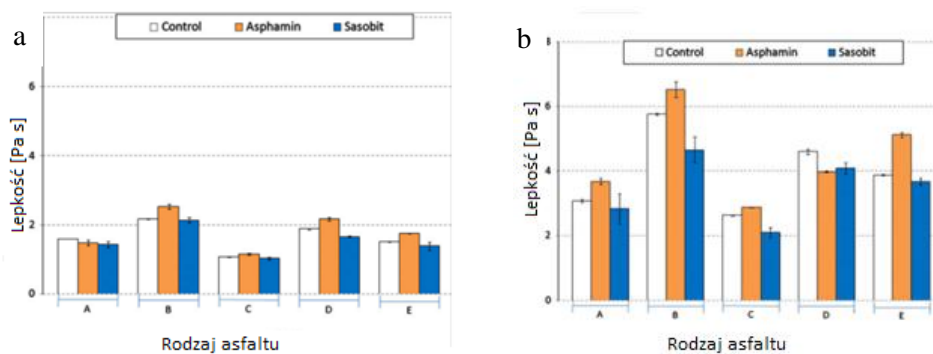 a
Control Asphamin Sasobit
6
4
2
0
Lepkość [Pa s]
A B C D E
Rodzaj asfaltu
b
8
Control Asphamin Sasobit
6
4
2
0
Lepkość [Pa s]
A B C D E
Rodzaj asfaltu